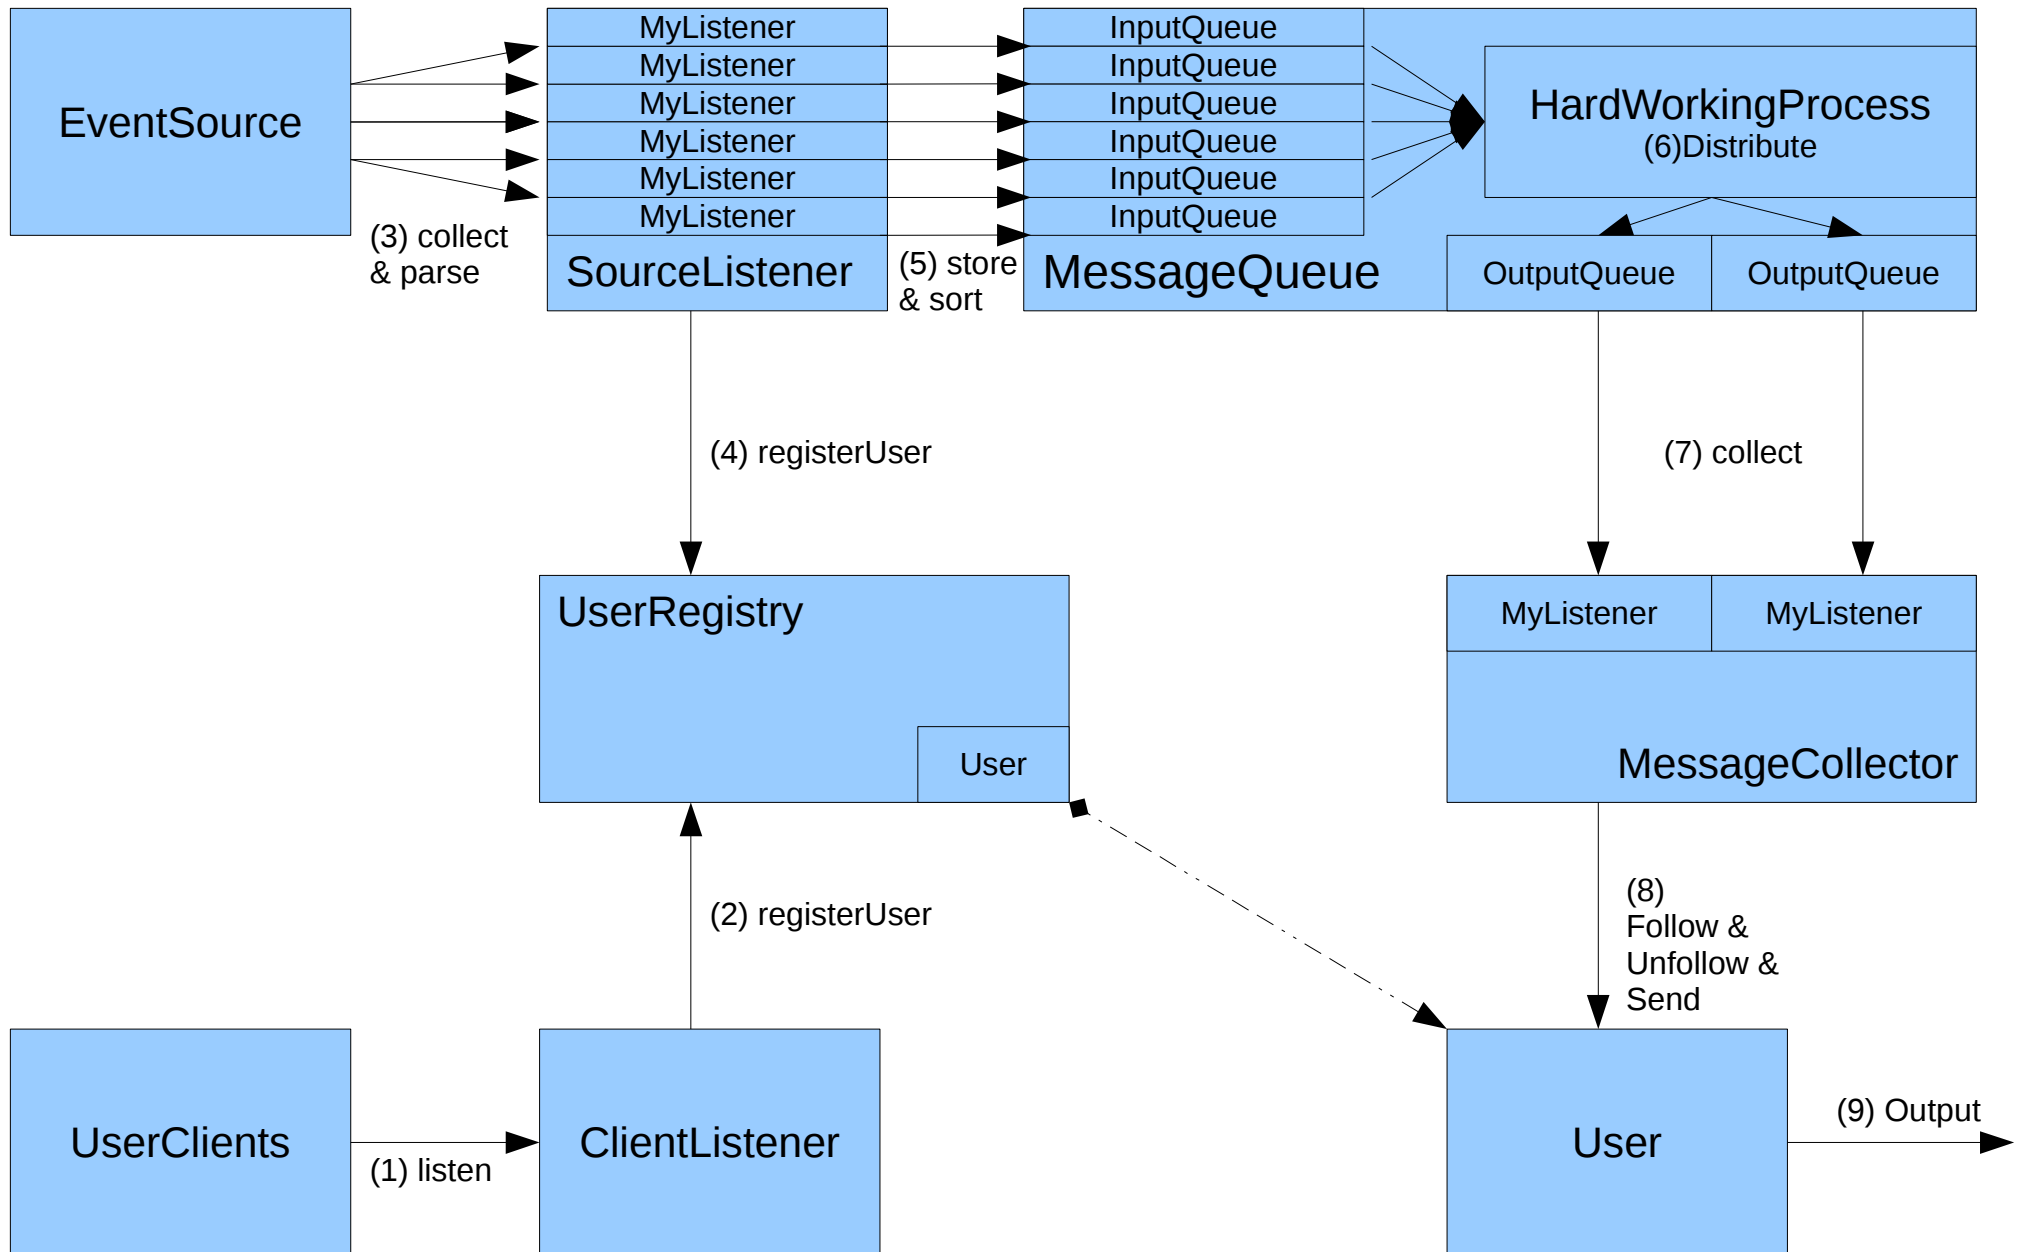 EventSource
(3) collect
& parse
MyListener
MyListener
MyListener
MyListener
MyListener
MyListener
SourceListener
(5) store
& sort
InputQueue
InputQueue
InputQueue
InputQueue
InputQueue
InputQueue
MessageQueue
HardWorkingProcess
(6)Distribute
OutputQueue
OutputQueue
(4) registerUser
(7) collect
UserRegistry
User
MyListener
MyListener
MessageCollector
(2) registerUser
(8)
Follow &
Unfollow &
Send
UserClients
(1) listen
ClientListener
User
(9) Output